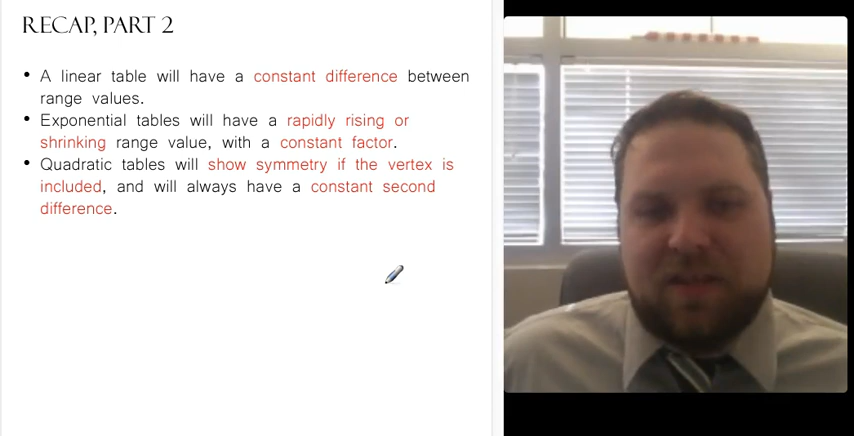 RECAP, PART 2
• A linear table will have a constant difference between
range values.
• Exponential tables will have a rapidly rising or
shrinking range value, with a constant factor.
• Quadratic tables will show symmetry if the vertex is
included, and will always have a constant second
difference.